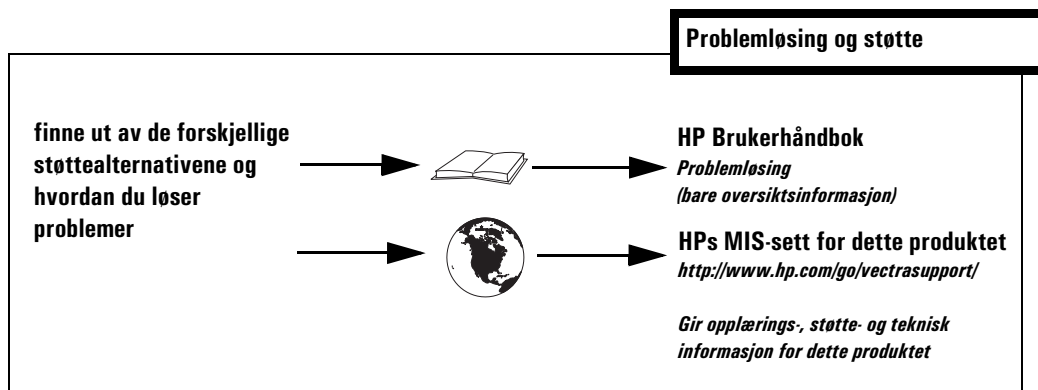 Problemløsing og støtte
finne ut av de forskjellige
støttealternativene og
hvordan du løser
problemer
HP Brukerhåndbok
Problemløsing
(bare oversiktsinformasjon)
HPs MIS-sett for dette produktet
http://www.hp.com/go/vectrasupport/
Gir opplærings-, støtte- og teknisk
informasjon for dette produktet